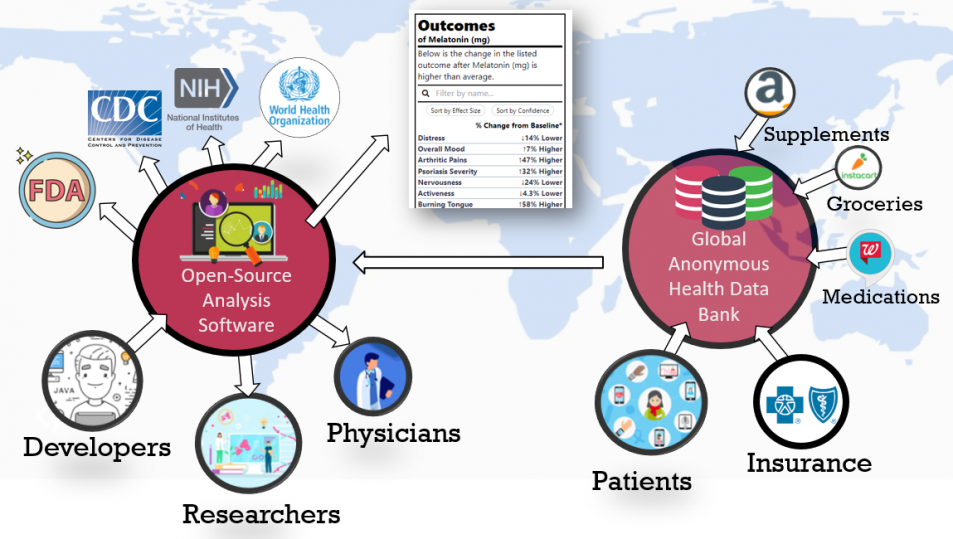 Outcomes
of Melatonin (mg)
Below is the change in the listed
outcome after Melatonin (mg) is
higher than average.
Filter by name...
Sort by Effect Size Sort by Confidence
% Change from Baseline*
Distress ↓14% Lower
Overall Mood ↑7% Higher
Arthritic Pains ↑47% Higher
Psoriasis Severity ↑32% Higher
Nervousness ↓24% Lower
Activeness ↓4.3% Lower
Burning Tongue ↑58% Higher
CDC
CENTERS FOR DISEASE
CONTROL AND PREVENTION
NIH
National Institutes
of Health
World Health
Organization
FDA
Open-Source
Analysis
Software
JAVA
Developers
Researchers
Physicians
a
Supplements
instacart
Groceries
W
Medications
Global
Anonymous
Health Data
Bank
Patients
® ®
Insurance